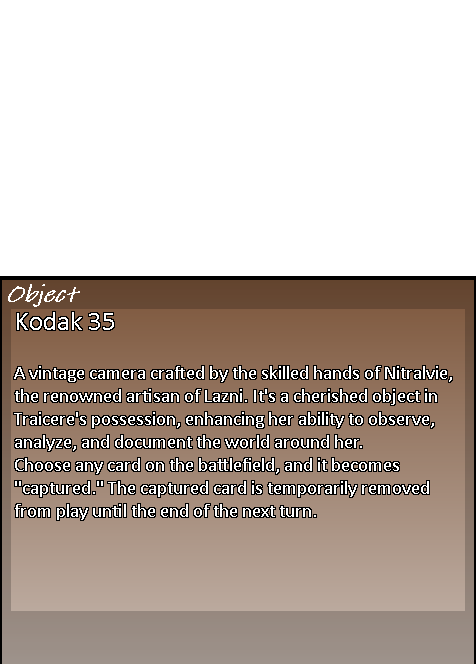 Object
Kodak 35
A vintage camera crafted by the skilled hands of Nitralvie,
the renowned artisan of Lazni. It's a cherished object in
Traicere's possession, enhancing her ability to observe,
analyze, and document the world around her.
Choose any card on the battlefield, and it becomes
"captured." The captured card is temporarily removed
from play until the end of the next turn.